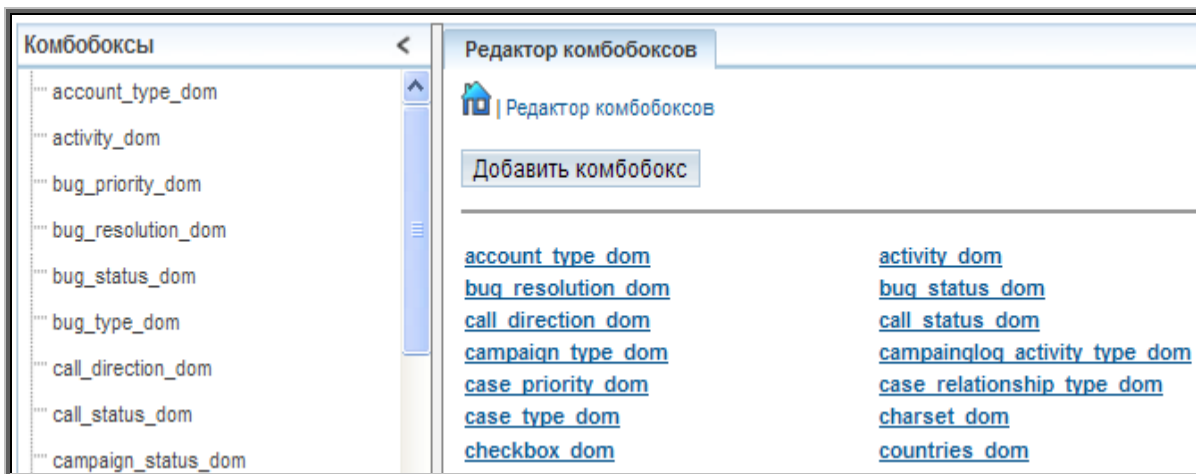 Комбобоксы <
account_type_dom
activity_dom
bug_priority_dom
bug_resolution_dom
bug_status_dom
bug_type_dom
call_direction_dom
call_status_dom
campaign_status_dom
Редактор комбобоксов
| Редактор комбобоксов
Добавить комбобокс
account_type_dom activity_dom
bug_resolution_dom bug_status_dom
call_direction_dom call_status_dom
campaign_type_dom campainglog_activity_type_dom
case_priority_dom case_relationship_type_dom
case_type_dom charset_dom
checkbox_dom countries_dom